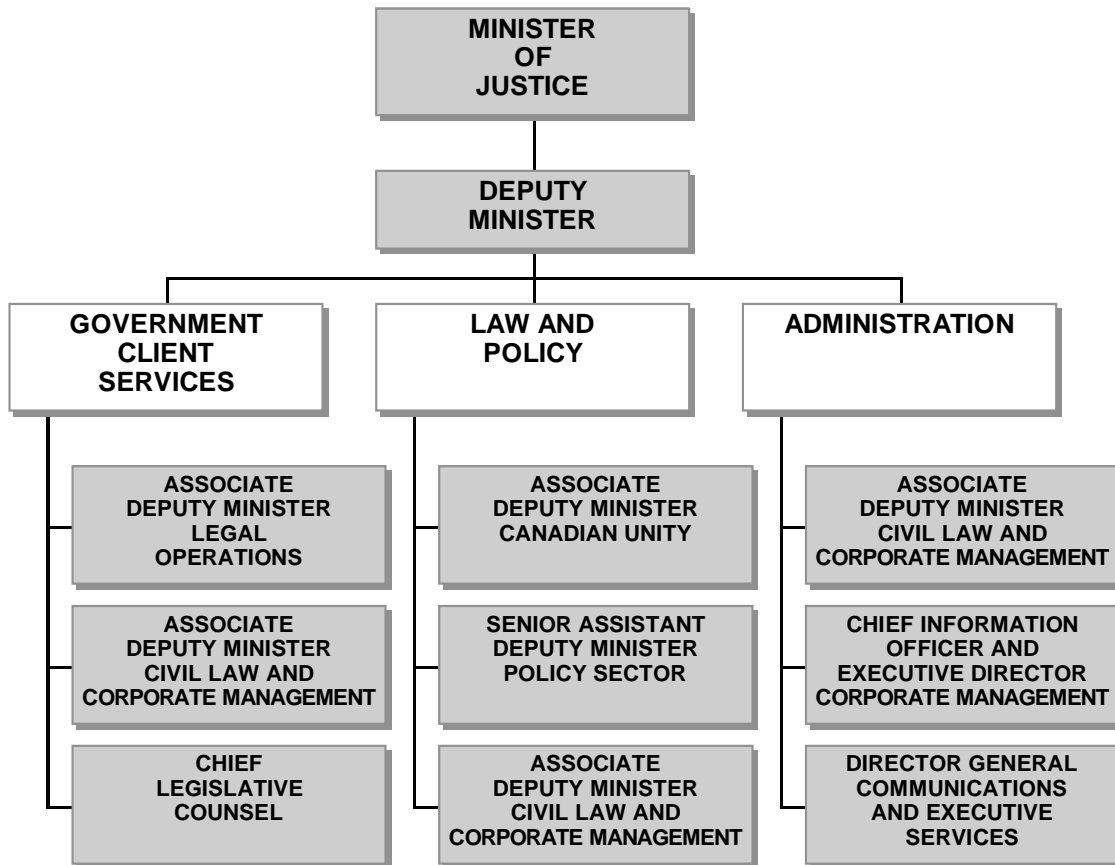 MINISTER
OF
JUSTICE
DEPUTY
MINISTER
GOVERNMENT
CLIENT
SERVICES
LAW AND
POLICY
ADMINISTRATION
ASSOCIATE
DEPUTY MINISTER
LEGAL
OPERATIONS
ASSOCIATE
DEPUTY MINISTER
CIVIL LAW AND
CORPORATE MANAGEMENT
CHIEF
LEGISLATIVE
COUNSEL
ASSOCIATE
DEPUTY MINISTER
CANADIAN UNITY
SENIOR ASSISTANT
DEPUTY MINISTER
POLICY SECTOR
ASSOCIATE
DEPUTY MINISTER
CIVIL LAW AND
CORPORATE MANAGEMENT
ASSOCIATE
DEPUTY MINISTER
CIVIL LAW AND
CORPORATE MANAGEMENT
CHIEF INFORMATION
OFFICER AND
EXECUTIVE DIRECTOR
CORPORATE MANAGEMENT
DIRECTOR GENERAL
COMMUNICATIONS
AND EXECUTIVE
SERVICES